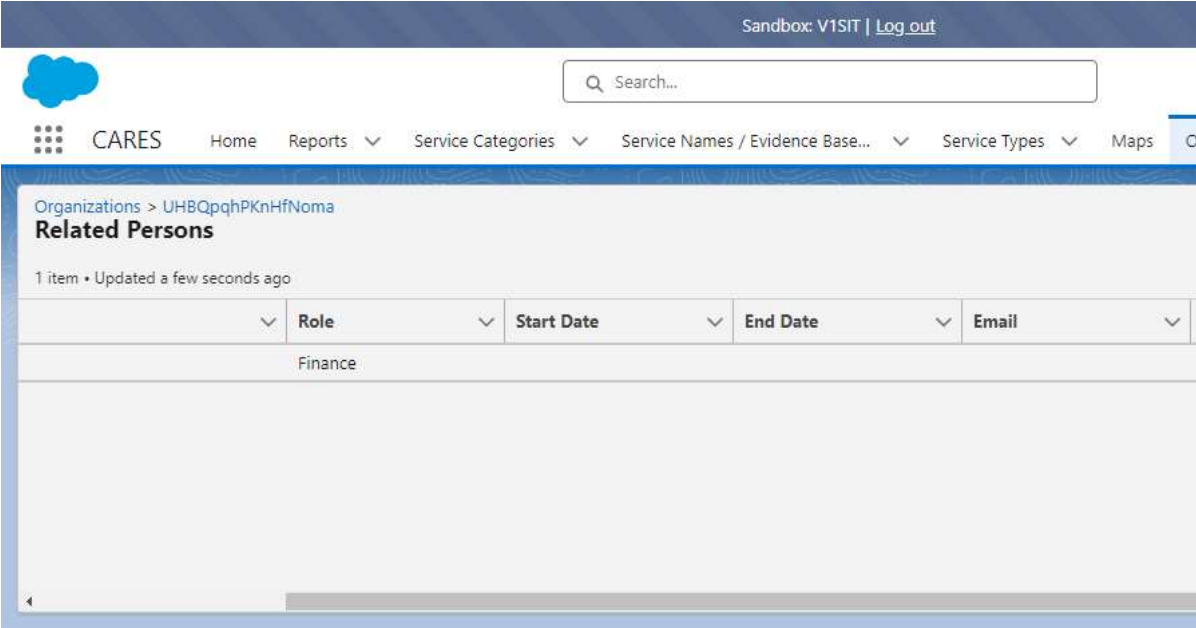 Sandbox: V1SIT | Log out
Search...
CARES Home Reports Service Categories Service Names / Evidence Base... Service Types Maps
Organizations > UHBQpqhPKnHfNoma
Related Persons
1 item • Updated a few seconds ago
Role Start Date End Date Email
Finance